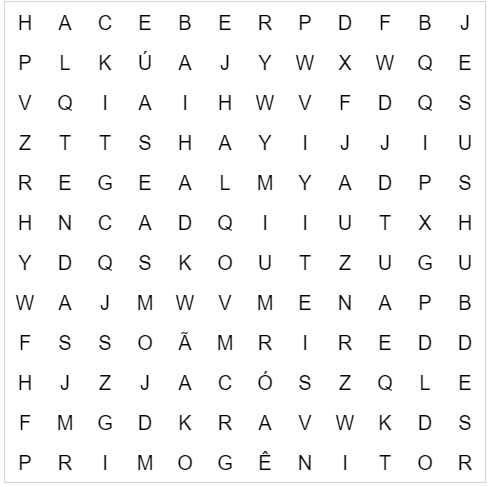 H A C E B E R P D F B J
P L K Ú A J Y W X W Q E
V Q I A I H W V F D Q S
Z T T S H A Y I J J I U
R E G E A L M Y A D P S
H N C A D Q I I U T X H
Y D Q S K O U T Z U G U
W A J M W V M E N A P B
F S S O Ã M R I R E D D
H J Z J A C Ó S Z Q L E
F M G D K R A V W K D S
P R I M O G Ê N I T O R